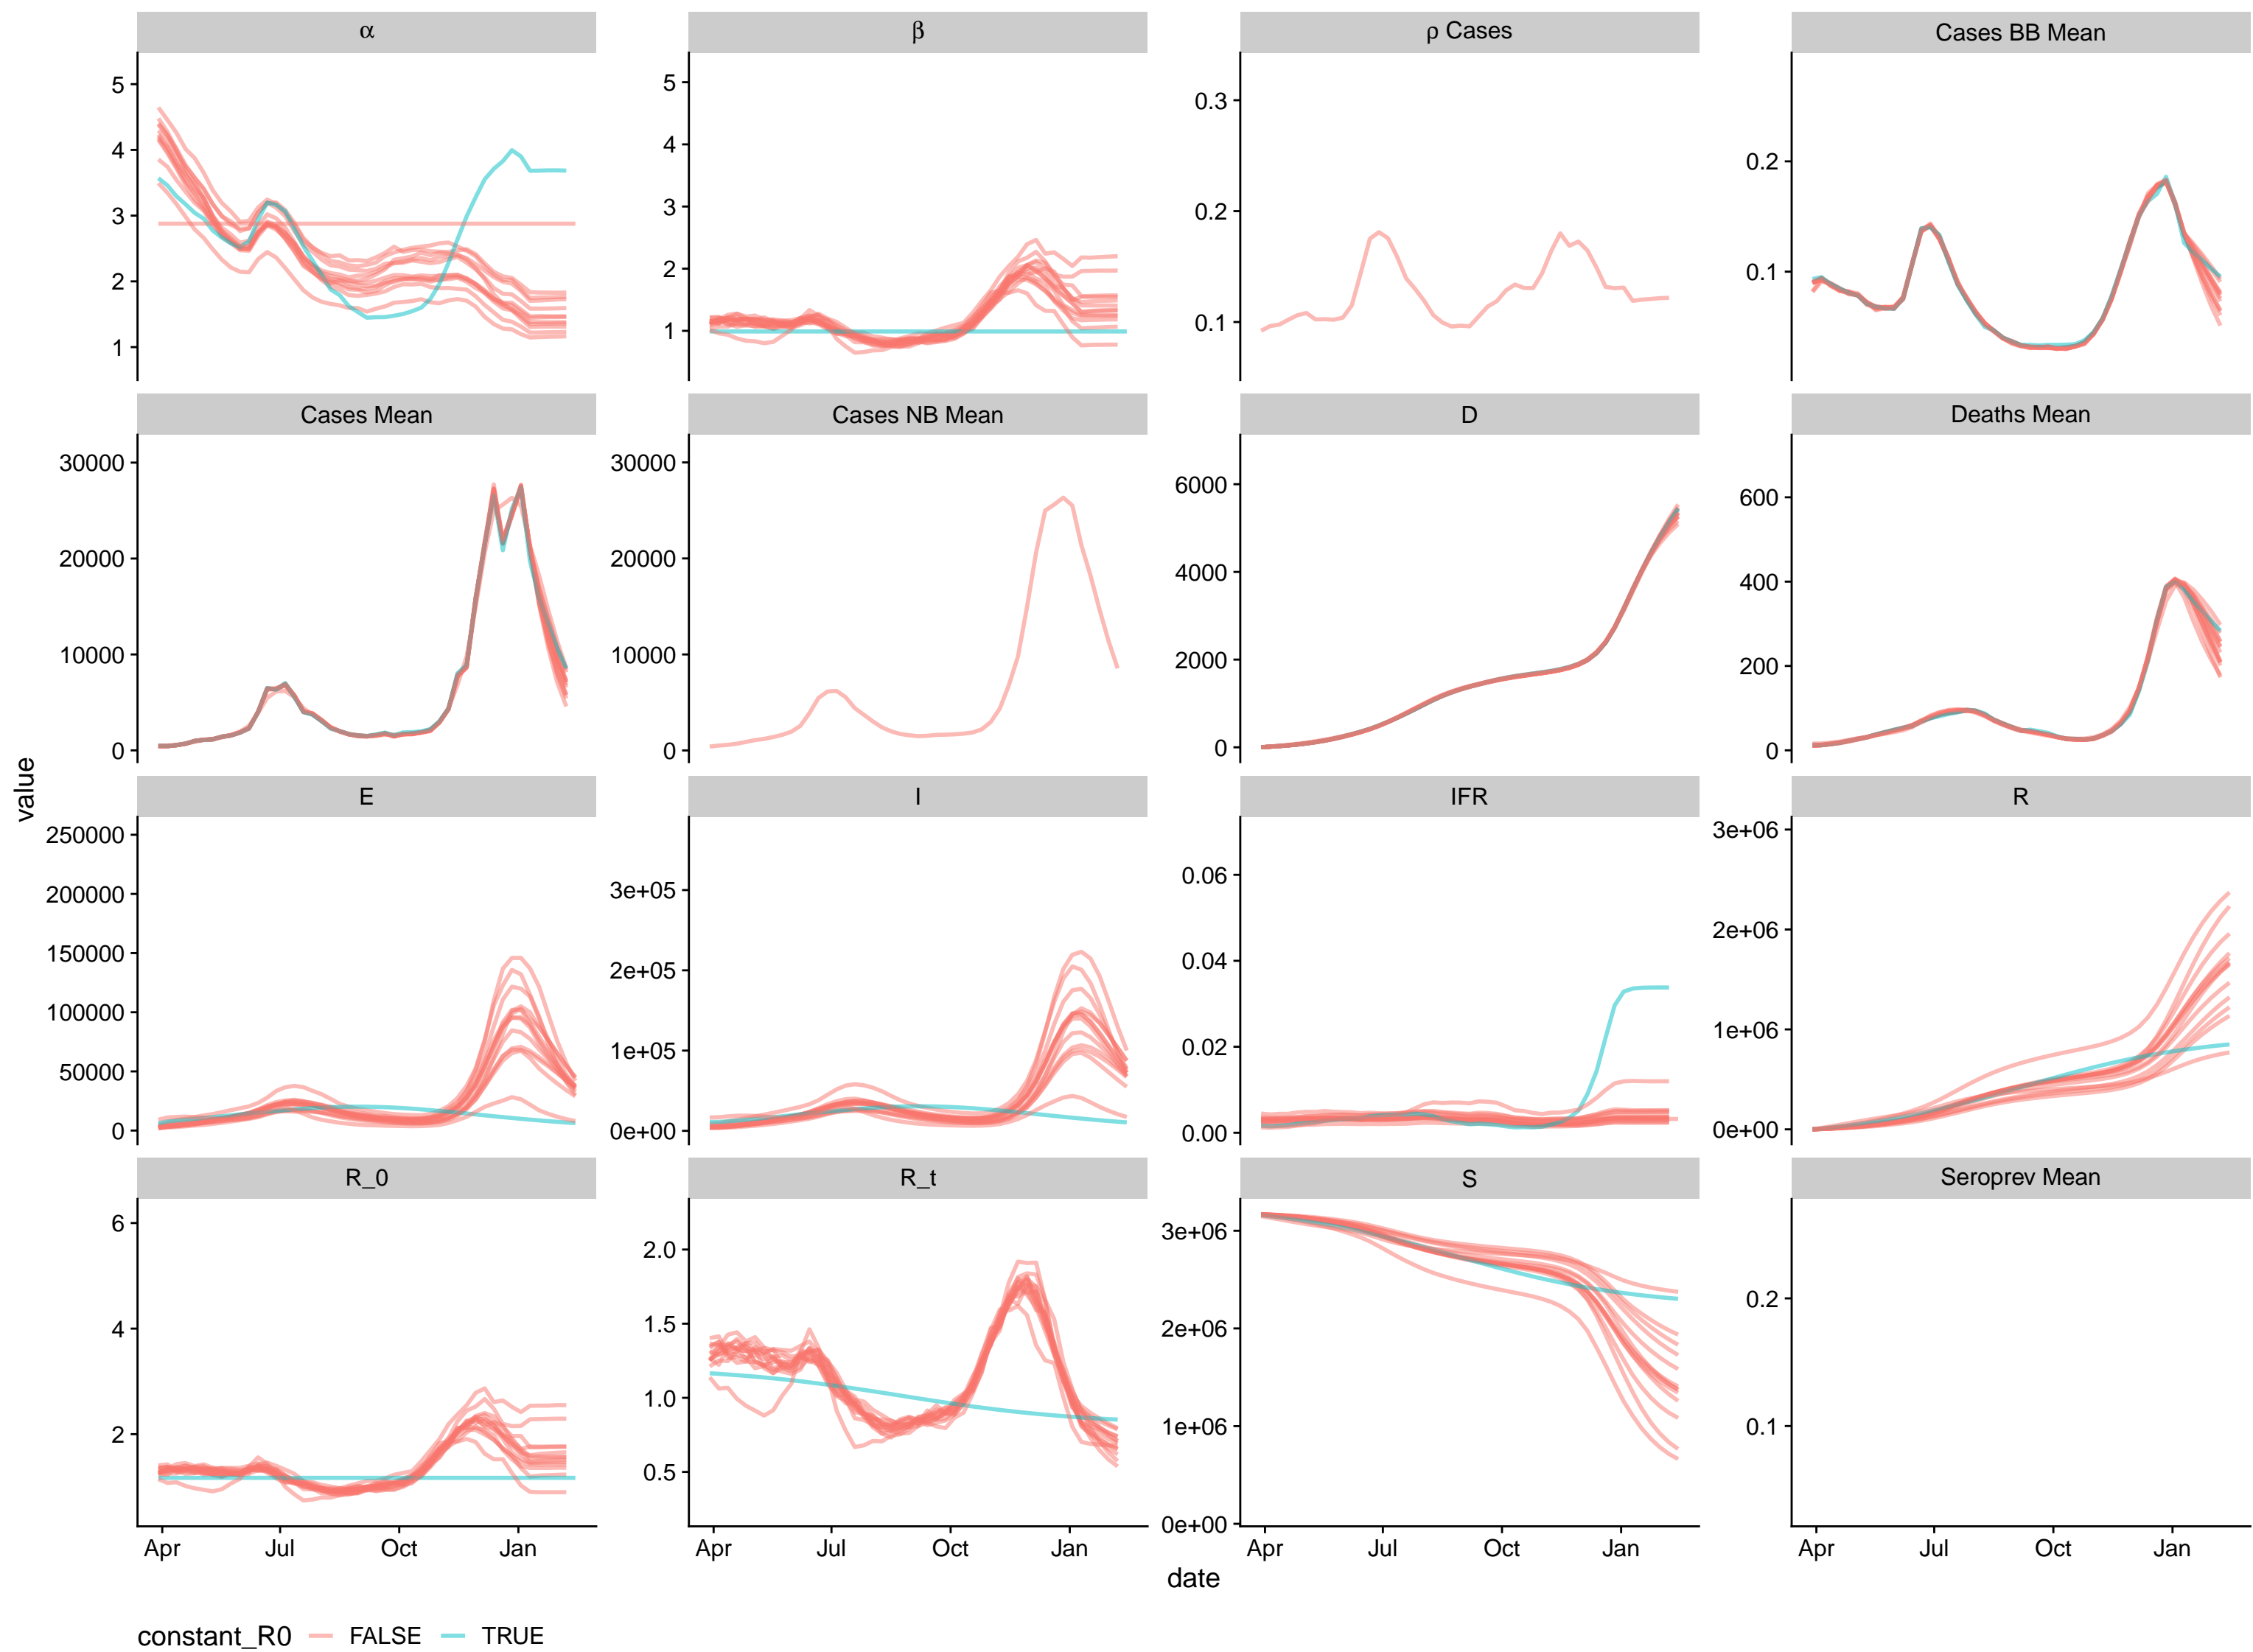 α
β
ρ Cases
Cases BB Mean
5
4
3
2
1
5
4
3
2
1
0.3
0.2
0.1
0.2
0.1
Cases Mean
Cases NB Mean
D
Deaths Mean
30000
20000
10000
0
30000
20000
10000
0
6000
4000
2000
0
600
400
200
0
value
E
I
IFR
R
250000
200000
150000
100000
50000
0
3e+05
2e+05
1e+05
0e+00
0.06
0.04
0.02
0.00
3e+06
2e+06
1e+06
0e+00
R_0
R_t
S
Seroprev Mean
6
4
2
2.0
1.5
1.0
0.5
3e+06
2e+06
1e+06
0e+00
0.2
0.1
Apr Jul Oct Jan
Apr Jul Oct Jan
Apr Jul Oct Jan
Apr Jul Oct Jan
date
constant_R0 FALSE TRUE